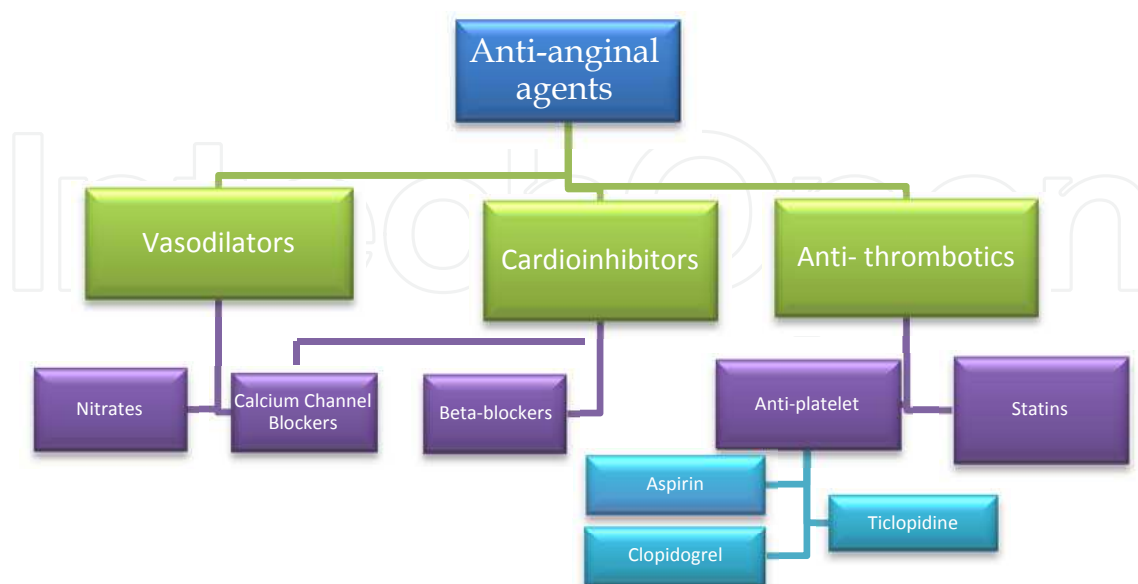 Anti-anginal
agents
IntechOpen
Vasodilators
Cardioinhibitors
Anti- thrombotics
Nitrates
Calcium Channel
Blockers
Beta-blockers
Anti-platelet
Statins
Aspirin
Ticlopidine
Clopidogrel